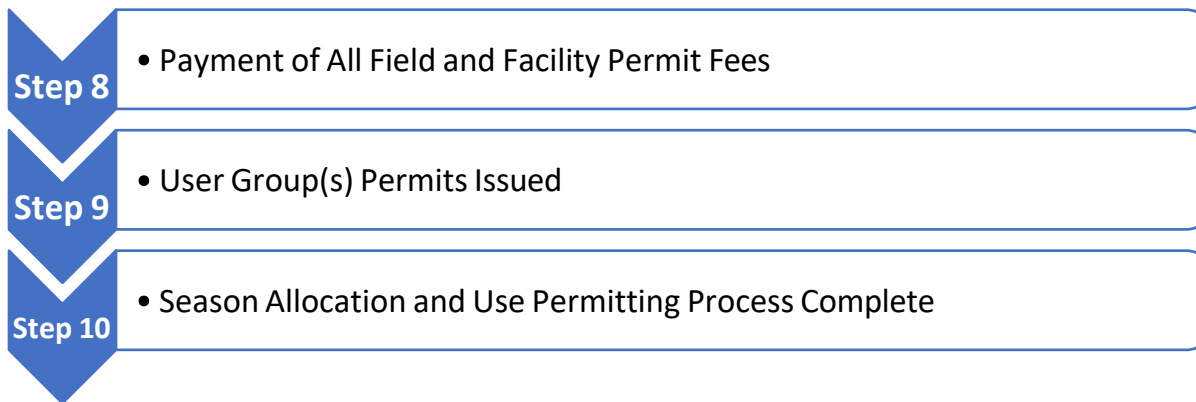 Step 8
• Payment of All Field and Facility Permit Fees
Step 9
• User Group(s) Permits Issued
Step 10
• Season Allocation and Use Permitting Process Complete